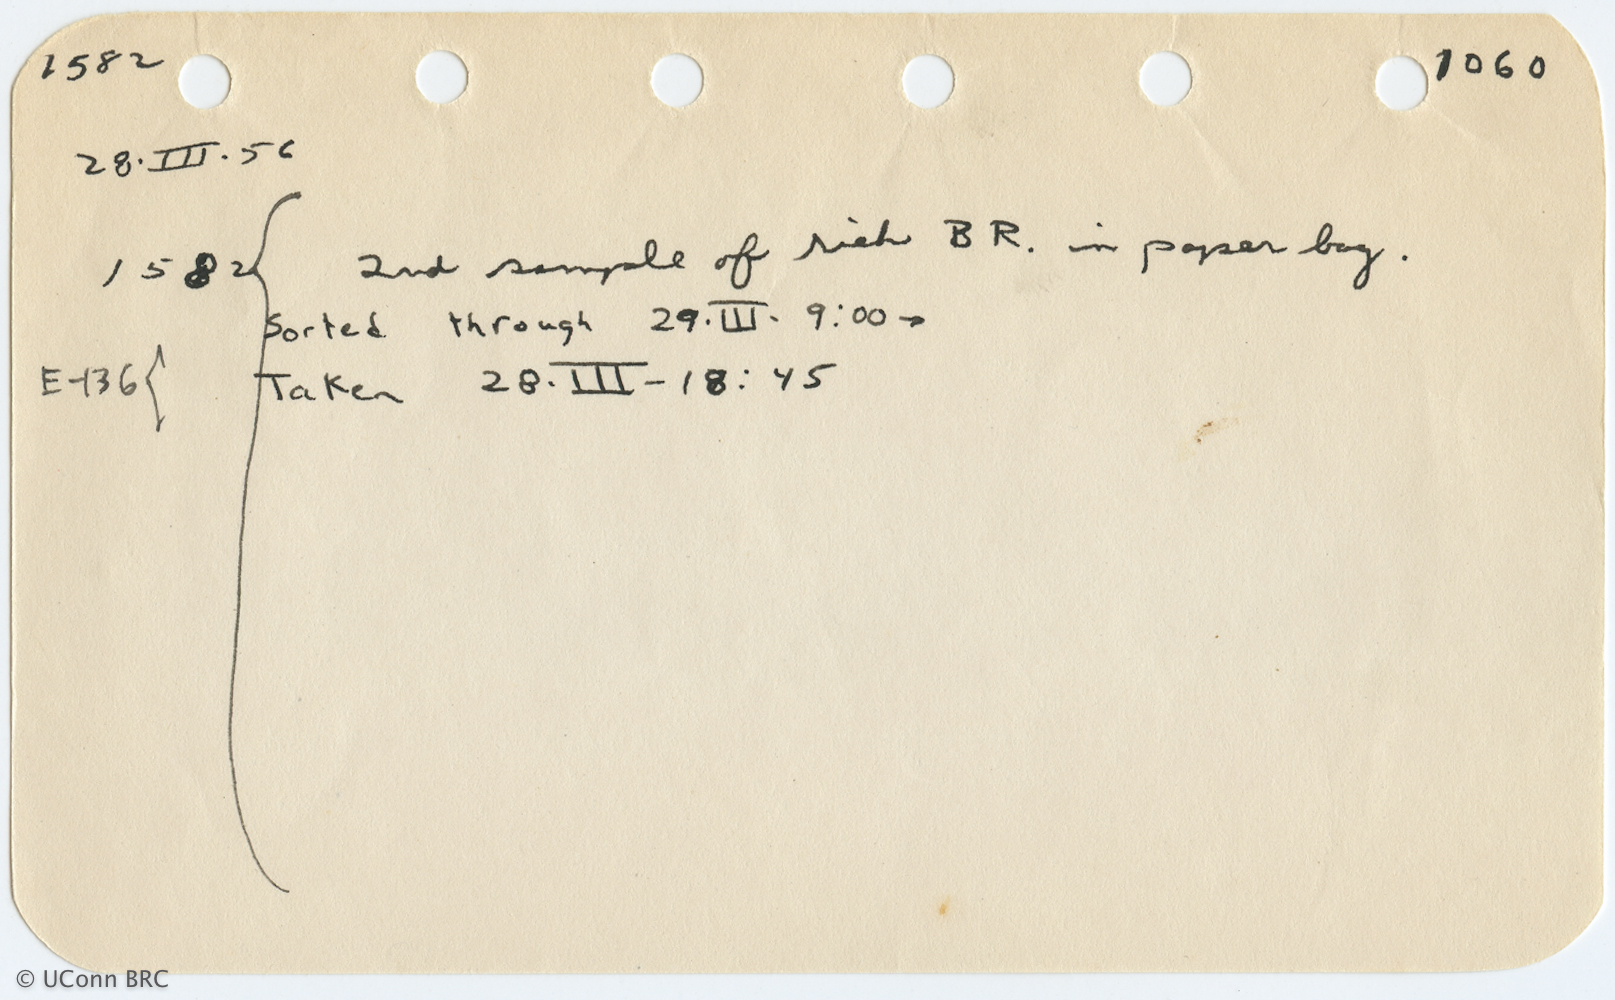 1582 1060
28.III.56
1582 { 2nd sample of rich B R. in paper bag.
Sorted through 29.III. 9:00→
E-136 { Taken 28.III-18:45
© UConn BRC